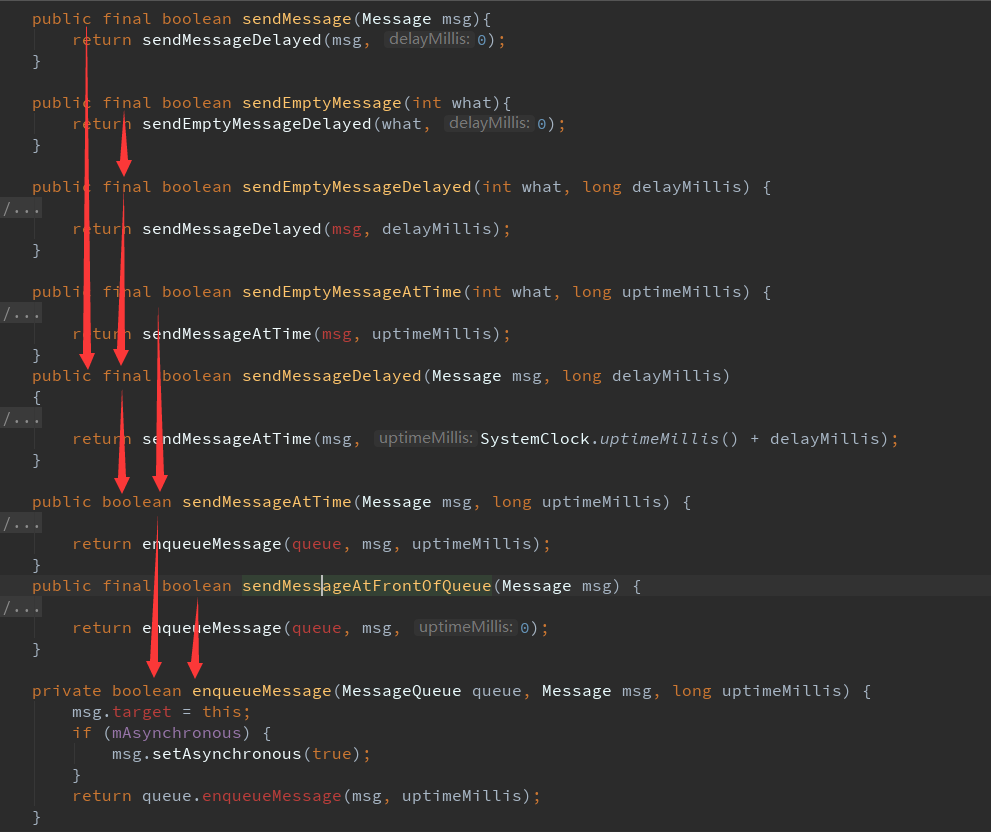 public final boolean sendMessage(Message msg){
return sendMessageDelayed(msg, delayMillis: 0);
}
public final boolean sendEmptyMessage(int what){
return sendEmptyMessageDelayed(what, delayMillis: 0);
}
public final boolean sendEmptyMessageDelayed(int what, long delayMillis) {
/...
return sendMessageDelayed(msg, delayMillis);
}
public final boolean sendEmptyMessageAtTime(int what, long uptimeMillis) {
/...
return sendMessageAtTime(msg, uptimeMillis);
}
public final boolean sendMessageDelayed(Message msg, long delayMillis)
{
/...
return sendMessageAtTime(msg, uptimeMillis: SystemClock.uptimeMillis() + delayMillis);
}
public boolean sendMessageAtTime(Message msg, long uptimeMillis) {
/...
return enqueueMessage(queue, msg, uptimeMillis);
}
public final boolean sendMessageAtFrontOfQueue(Message msg) {
/...
return enqueueMessage(queue, msg, uptimeMillis: 0);
}
private boolean enqueueMessage(MessageQueue queue, Message msg, long uptimeMillis) {
msg.target = this;
if (mAsynchronous) {
msg.setAsynchronous(true);
}
return queue.enqueueMessage(msg, uptimeMillis);
}